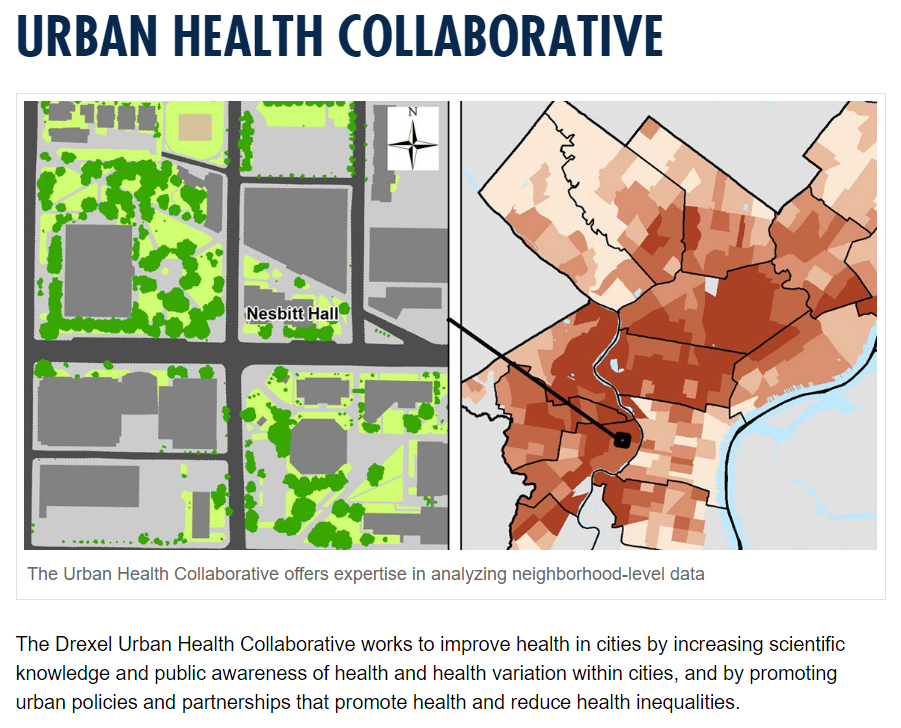 URBAN HEALTH COLLABORATIVE
N
Nesbitt Hall
The Urban Health Collaborative offers expertise in analyzing neighborhood-level data
The Drexel Urban Health Collaborative works to improve health in cities by increasing scientific
knowledge and public awareness of health and health variation within cities, and by promoting
urban policies and partnerships that promote health and reduce health inequalities.